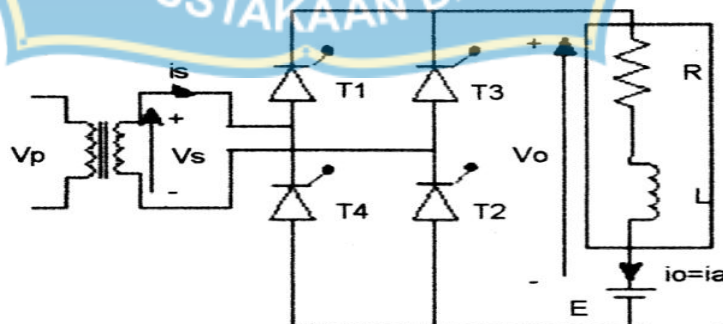 USTAKAAN
is
T1
T3
R
+
Vp
+
Vs
Vo
-
T4
T2
L
-
io=ia
E